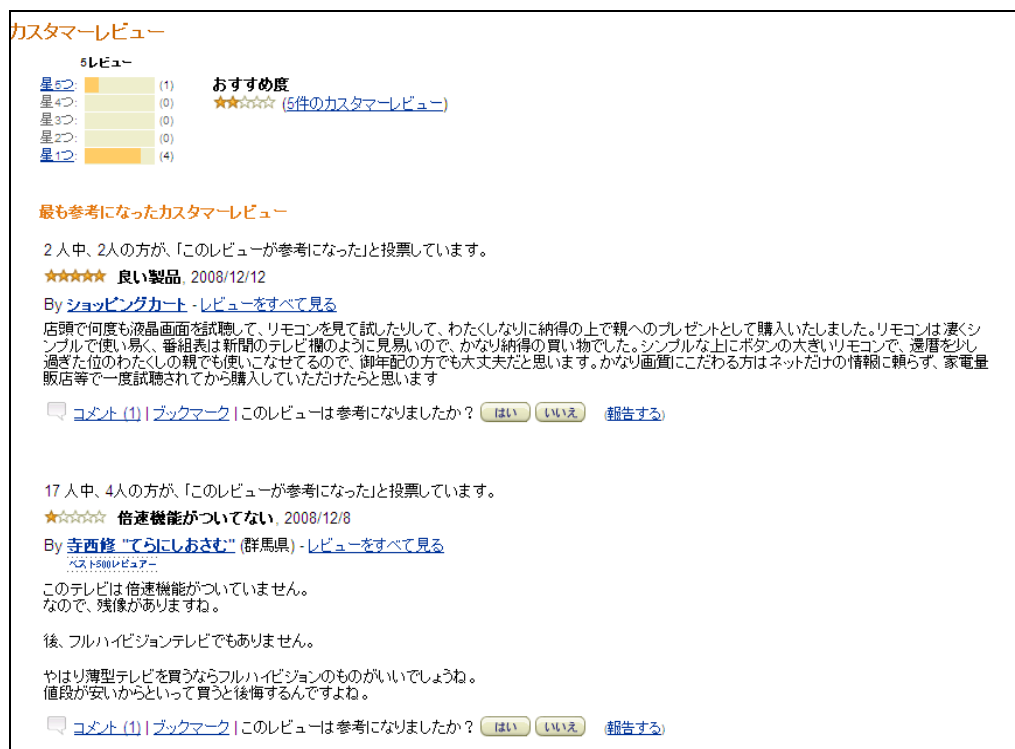 カスタマーレビュー
5レビュー
星5つ: (1)
おすすめ度
星4つ: (0)
(5件のカスタマーレビュー)
星3つ: (0)
星2つ: (0)
星1つ: (4)
最も参考になったカスタマーレビュー
2 人中、2人の方が、「このレビューが参考になった」と投票しています。
良い製品, 2008/12/12
By ショッピングカート - レビューをすべて見る
店頭で何度も液晶画面を試聴して、リモコンを見て試したりして、わたくしなりに納得の上で親へのプレゼントとして購入いたしました。リモコンは凄くシ
ンプルで使い易く、番組表は新聞のテレビ欄のように見易いので、かなり納得の買い物でした。シンプルな上にボタンの大きいリモコンで、還暦を少し
過ぎた位のわたくしの親でも使いこなせてるので、御年配の方でも大丈夫だと思います。かなり画質にこだわる方はネットだけの情報に頼らず、家電量
販店等で一度試聴されてから購入していただけたらと思います
コメント (1) | ブックマーク | このレビューは参考になりましたか？ はい いいえ (報告する)
17 人中、4人の方が、「このレビューが参考になった」と投票しています。
倍速機能がついてない, 2008/12/8
By 寺西修 "てらにしおさむ" (群馬県) - レビューをすべて見る
ベスト500レビュアー
このテレビは倍速機能がついていません。
なので、残像がありますね。
後、フルハイビジョンテレビでもありません。
やはり薄型テレビを買うならフルハイビジョンのものがいいでしょうね。
値段が安いからといって買うと後悔するんですよね。
コメント (1) | ブックマーク | このレビューは参考になりましたか？ はい いいえ (報告する)